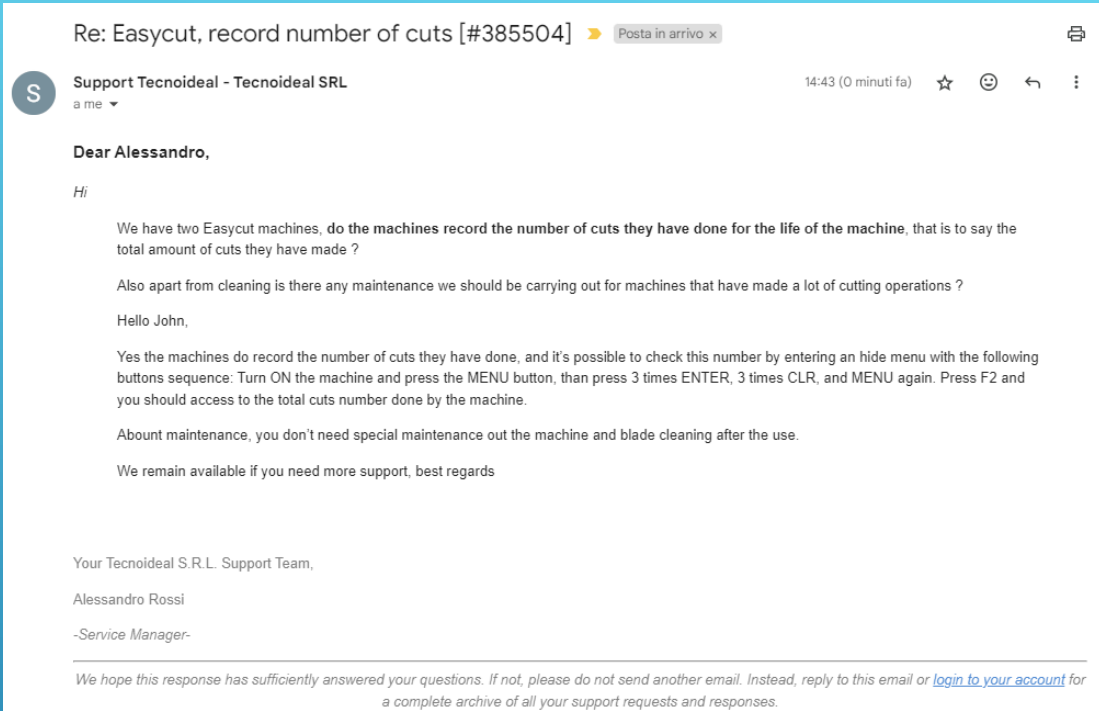 Re: Easycut, record number of cuts [#385504] Posta in arrivo ×
S
Support Tecnoideal - Tecnoideal SRL 14:43 (0 minuti fa)
a me
Dear Alessandro,
Hi
We have two Easycut machines, do the machines record the number of cuts they have done for the life of the machine, that is to say the
total amount of cuts they have made ?
Also apart from cleaning is there any maintenance we should be carrying out for machines that have made a lot of cutting operations ?
Hello John,
Yes the machines do record the number of cuts they have done, and it's possible to check this number by entering an hide menu with the following
buttons sequence: Turn ON the machine and press the MENU button, than press 3 times ENTER, 3 times CLR, and MENU again. Press F2 and
you should access to the total cuts number done by the machine.
Abount maintenance, you don't need special maintenance out the machine and blade cleaning after the use.
We remain available if you need more support, best regards
Your Tecnoideal S.R.L. Support Team,
Alessandro Rossi
-Service Manager-
We hope this response has sufficiently answered your questions. If not, please do not send another email. Instead, reply to this email or login to your account for
a complete archive of all your support requests and responses.